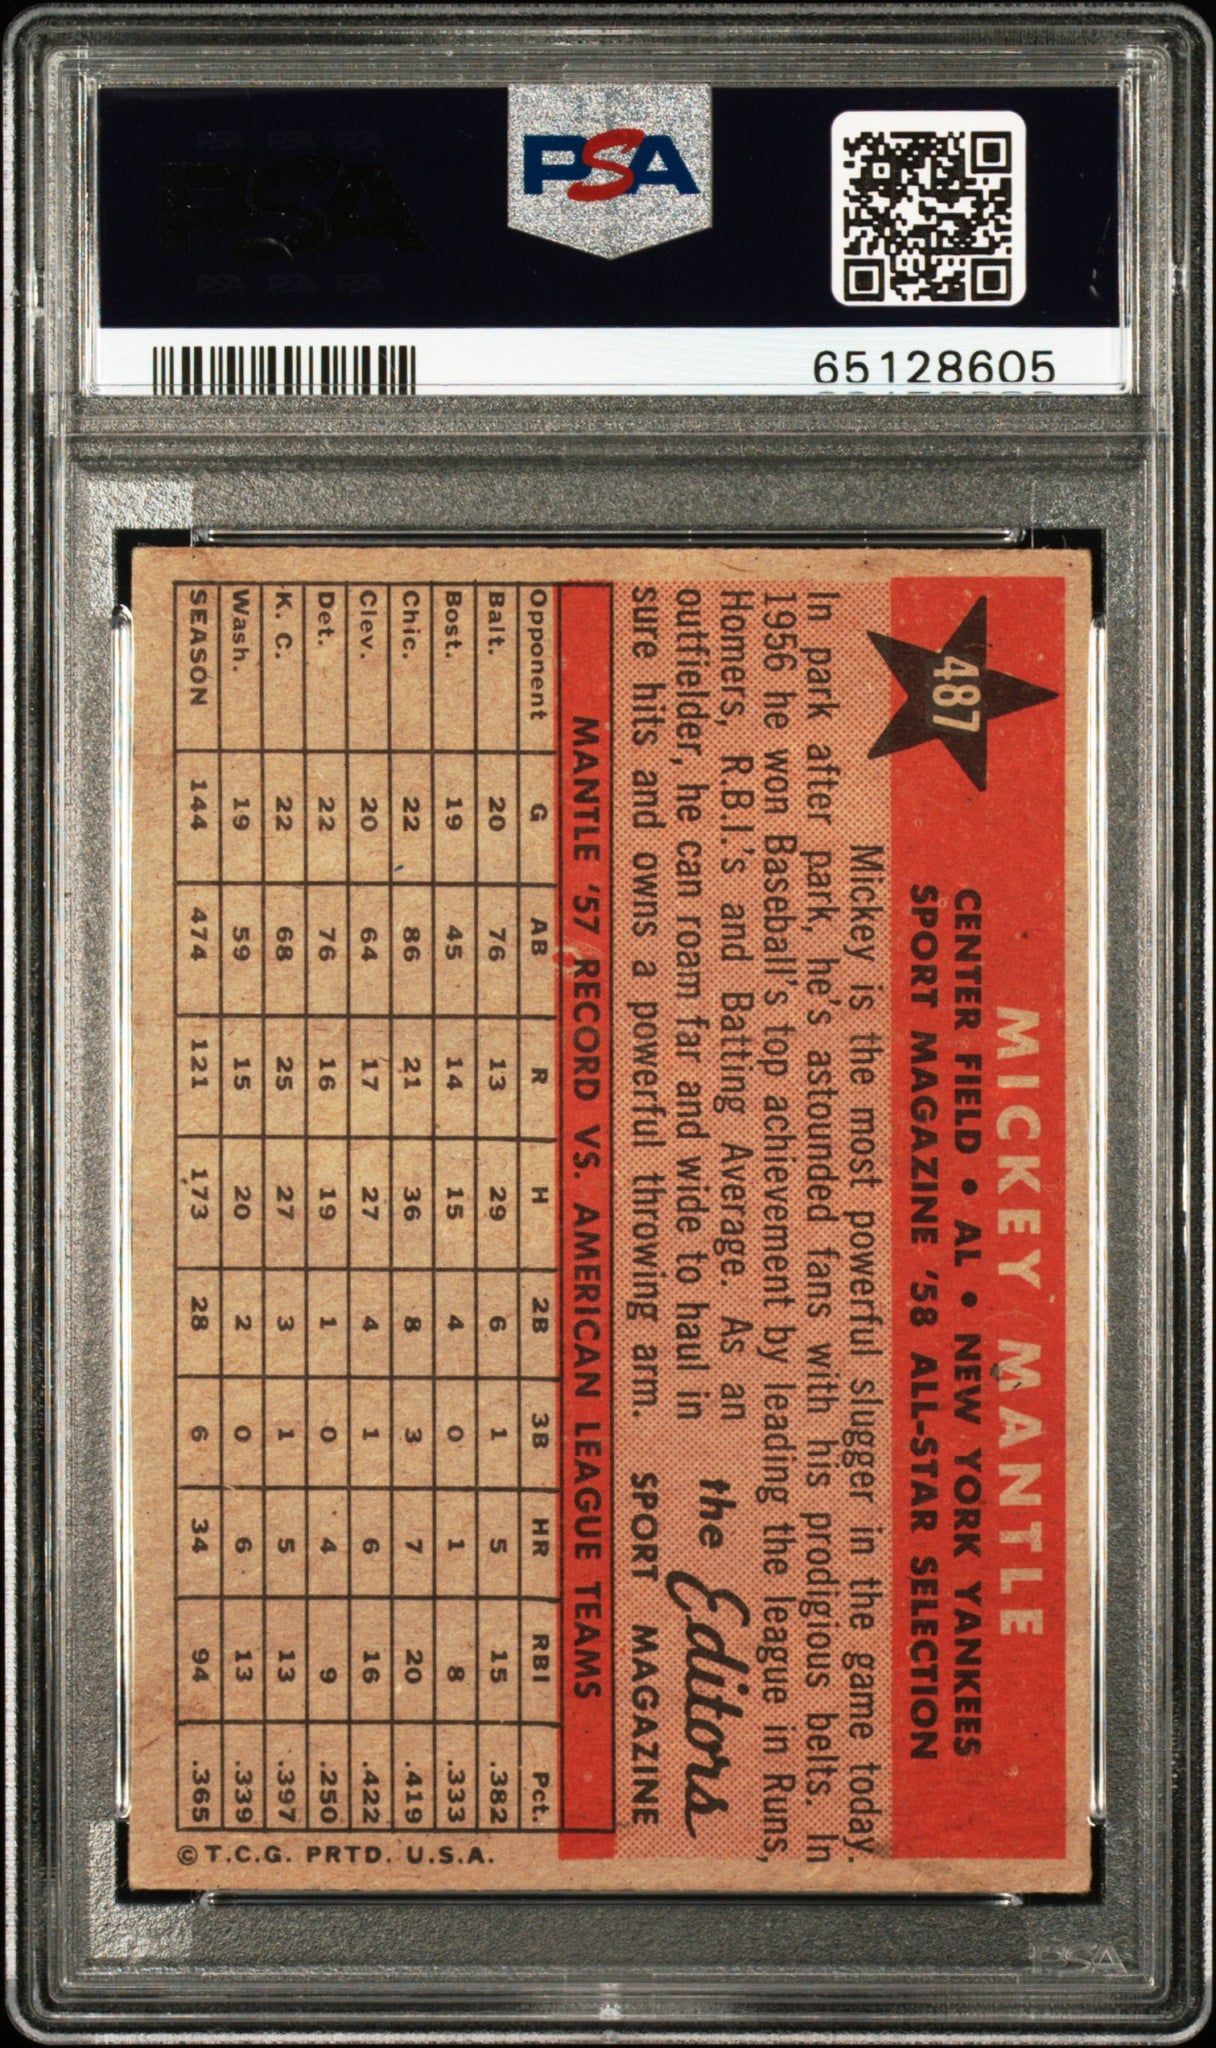 PSA
PSA PSA PSA
PSA
PSA PSA PSA
65128605
487
MICKEY MANTLE
CENTER FIELD • AL • NEW YORK YANKEES
SPORT MAGAZINE '58 ALL-STAR SELECTION
Mickey is the most powerful slugger in the game today.
In park after park, he's astounded fans with his prodigious belts. In
1956 he won Baseball's top achievement by leading the league in Runs,
Homers, R.B.I.'s and Batting Average. As an
outfielder, he can roam far and wide to haul in
sure hits and owns a powerful throwing arm.
the Editors
SPORT MAGAZINE
MANTLE '57 RECORD VS. AMERICAN LEAGUE TEAMS
Opponent G AB R H 2B 3B HR RBI Pct.
Balt. 20 76 13 29 6 1 5 15 .382
Bost. 19 45 14 15 4 0 1 8 .333
Chic. 22 86 21 36 8 3 7 20 .419
Clev. 20 64 17 27 4 1 6 16 .422
Det. 22 76 16 19 1 0 4 9 .250
K. C. 22 68 25 27 3 1 5 13 .397
Wash. 19 59 15 20 2 0 6 13 .339
SEASON 144 474 121 173 28 6 34 94 .365
© T.C.G. PRTD. U.S.A.
PSA